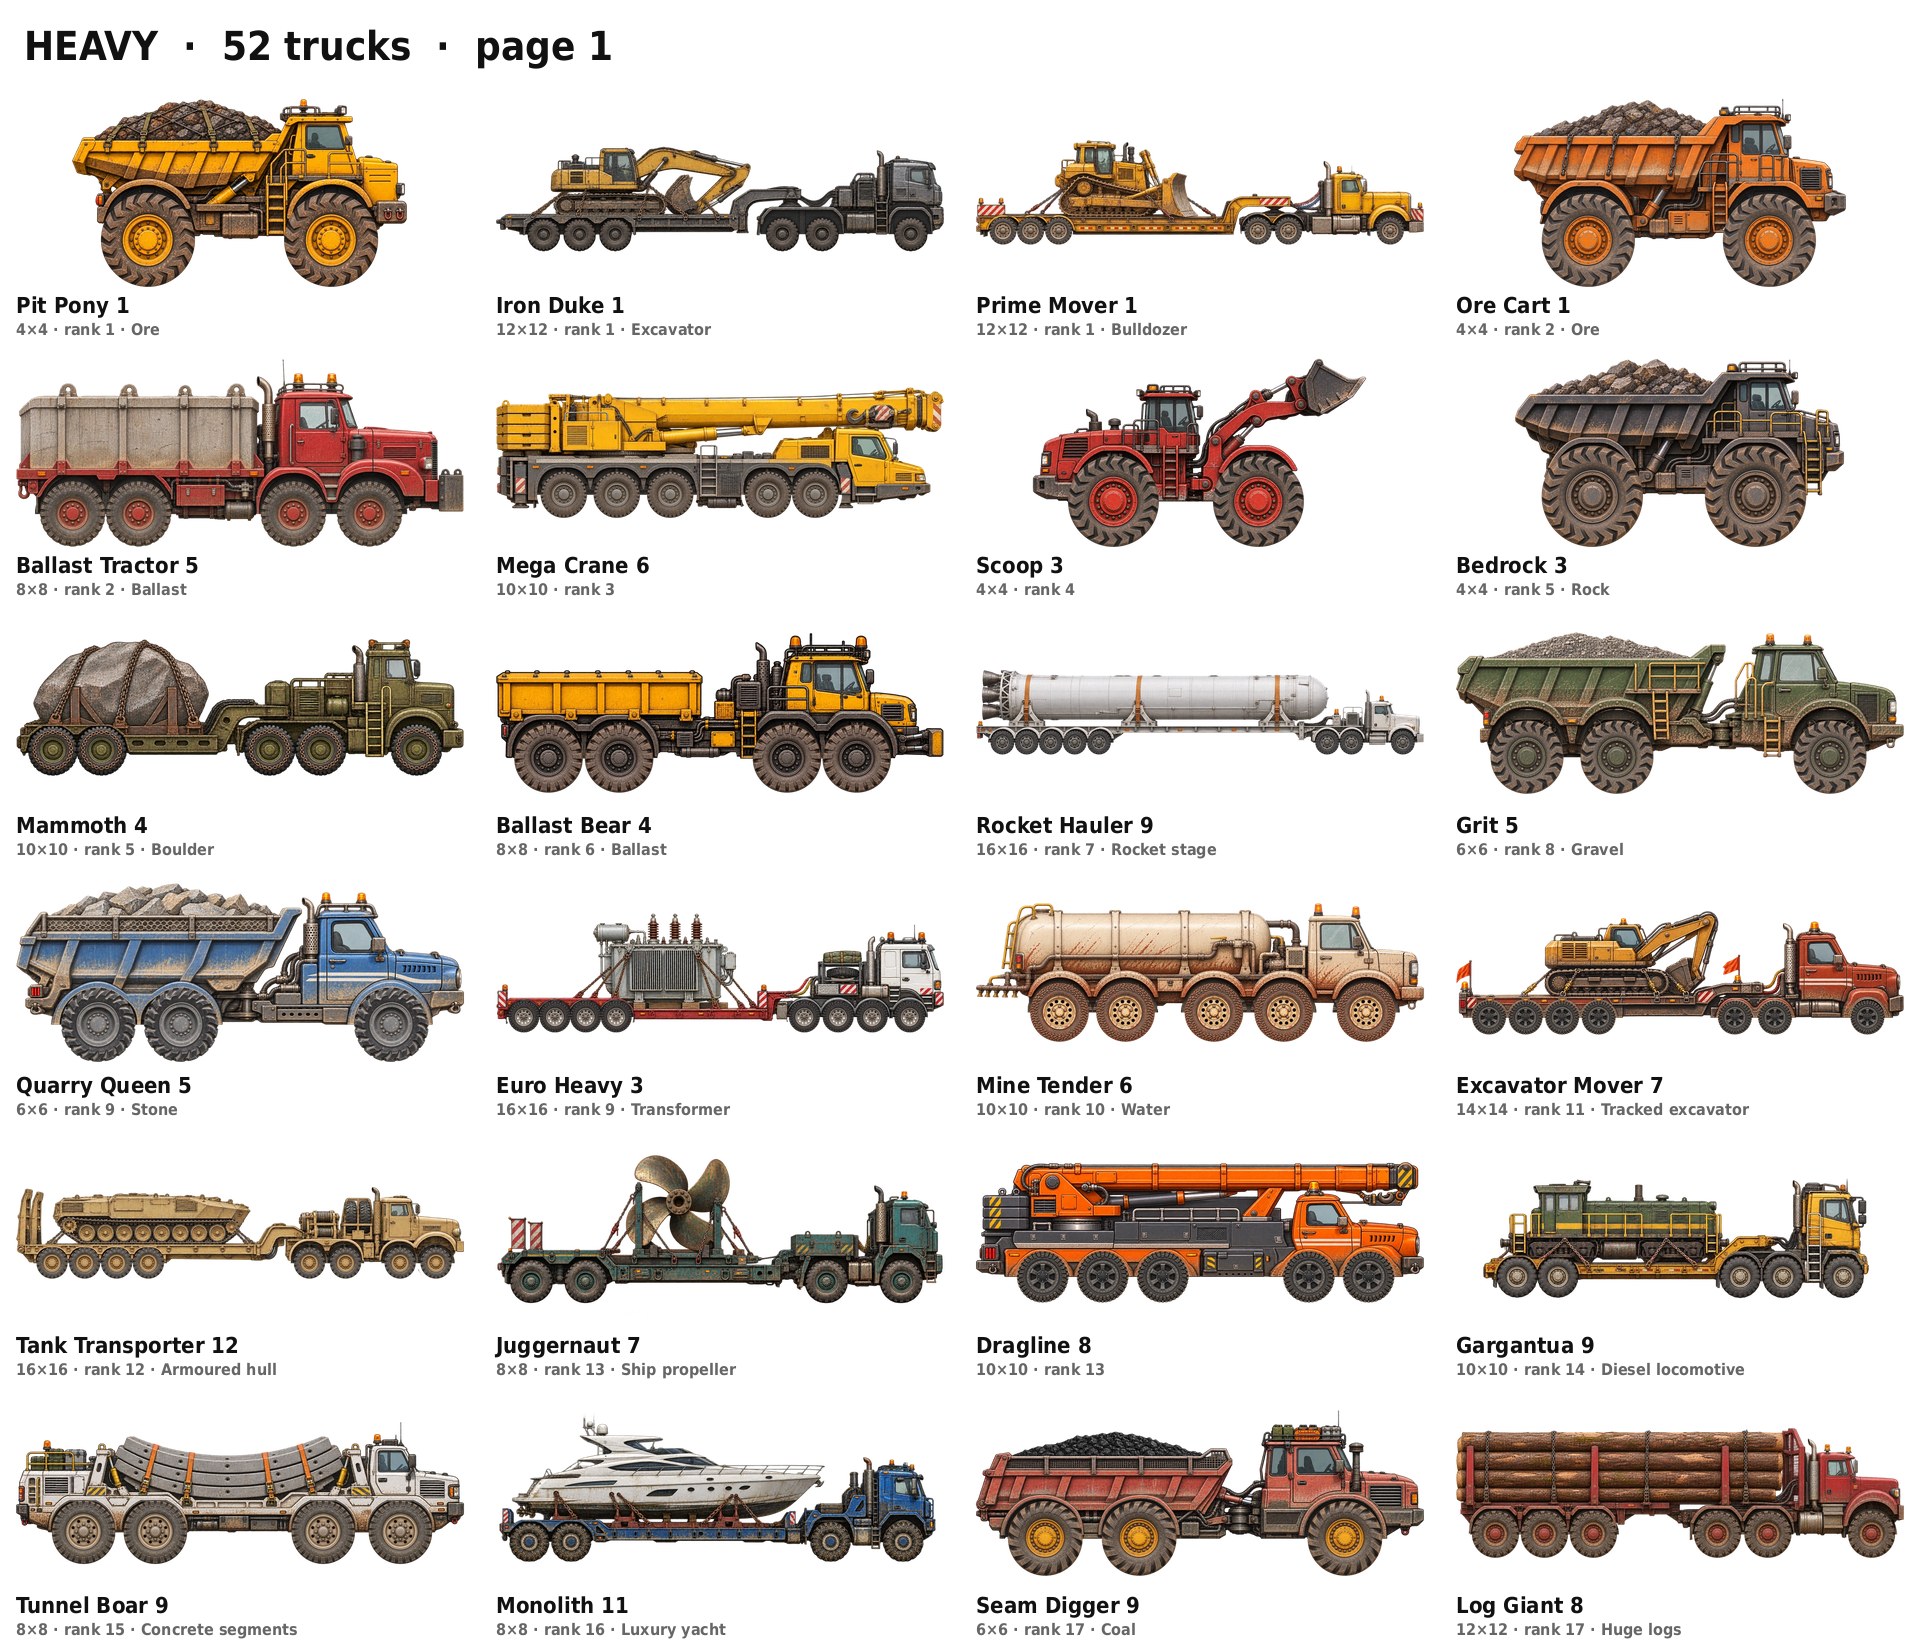 HEAVY · 52 trucks · page 1
Pit Pony 1
4×4 · rank 1 · Ore
Iron Duke 1
12×12 · rank 1 · Excavator
Prime Mover 1
12×12 · rank 1 · Bulldozer
Ore Cart 1
4×4 · rank 2 · Ore
Ballast Tractor 5
8×8 · rank 2 · Ballast
Mega Crane 6
10×10 · rank 3
Scoop 3
4×4 · rank 4
Bedrock 3
4×4 · rank 5 · Rock
Mammoth 4
10×10 · rank 5 · Boulder
Ballast Bear 4
8×8 · rank 6 · Ballast
Rocket Hauler 9
16×16 · rank 7 · Rocket stage
Grit 5
6×6 · rank 8 · Gravel
Quarry Queen 5
6×6 · rank 9 · Stone
Euro Heavy 3
16×16 · rank 9 · Transformer
Mine Tender 6
10×10 · rank 10 · Water
Excavator Mover 7
14×14 · rank 11 · Tracked excavator
Tank Transporter 12
16×16 · rank 12 · Armoured hull
Juggernaut 7
8×8 · rank 13 · Ship propeller
Dragline 8
10×10 · rank 13
Gargantua 9
10×10 · rank 14 · Diesel locomotive
Tunnel Boar 9
8×8 · rank 15 · Concrete segments
Monolith 11
8×8 · rank 16 · Luxury yacht
Seam Digger 9
6×6 · rank 17 · Coal
Log Giant 8
12×12 · rank 17 · Huge logs